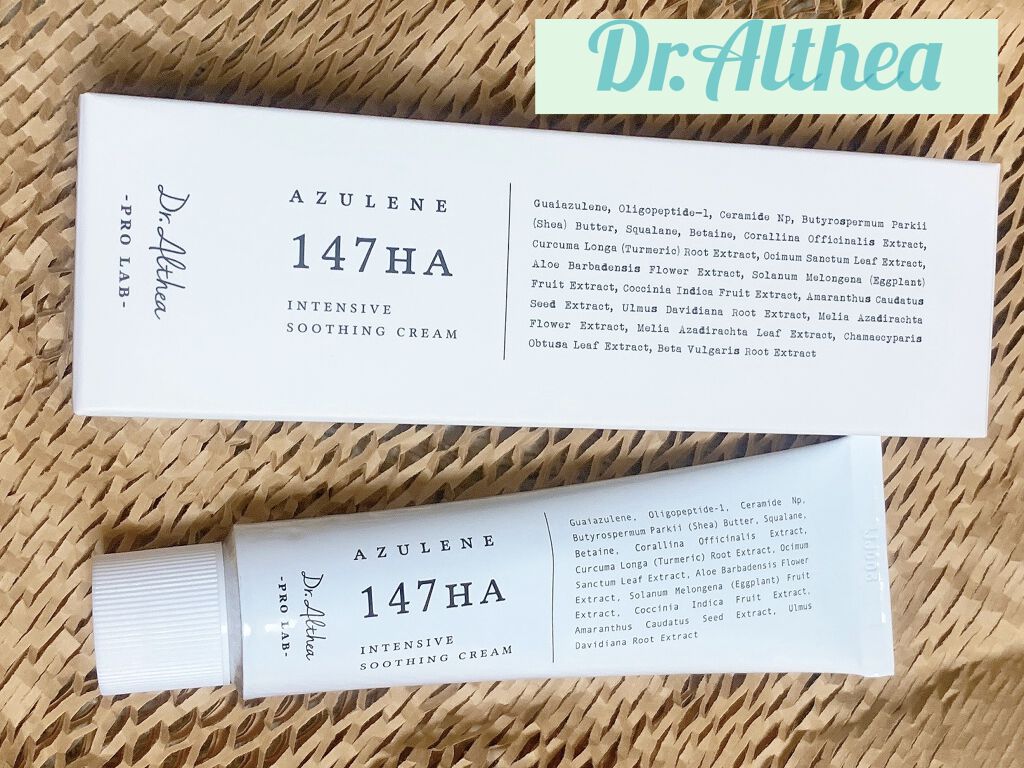 Dr.Althea
Dr.Althea
-PRO LAB-
AZULENE
147HA
INTENSIVE
SOOTHING CREAM
Guaiazulene, Oligopeptide-1, Ceramide Np, Butyrospermum Parkii
(Shea) Butter, Squalane, Betaine, Corallina Officinalis Extract,
Curcuma Longa (Turmeric) Root Extract, Ocimum Sanctum Leaf Extract,
Aloe Barbadensis Flower Extract, Solanum Melongena (Eggplant)
Fruit Extract, Coccinia Indica Fruit Extract, Amaranthus Caudatus
Seed Extract, Ulmus Davidiana Root Extract, Melia Azadirachta
Flower Extract, Melia Azadirachta Leaf Extract, Chamaecyparis
Obtusa Leaf Extract, Beta Vulgaris Root Extract
Dr.Althea
-PRO LAB-
AZULENE
147HA
INTENSIVE
SOOTHING CREAM
Guaiazulene, Oligopeptide-1, Ceramide Np,
Butyrospermum Parkii (Shea) Butter, Squalane,
Betaine, Corallina Officinalis Extract,
Curcuma Longa (Turmeric) Root Extract, Ocimum
Sanctum Leaf Extract, Aloe Barbadensis Flower
Extract, Solanum Melongena (Eggplant) Fruit
Extract, Coccinia Indica Fruit Extract,
Amaranthus Caudatus Seed Extract, Ulmus
Davidiana Root Extract